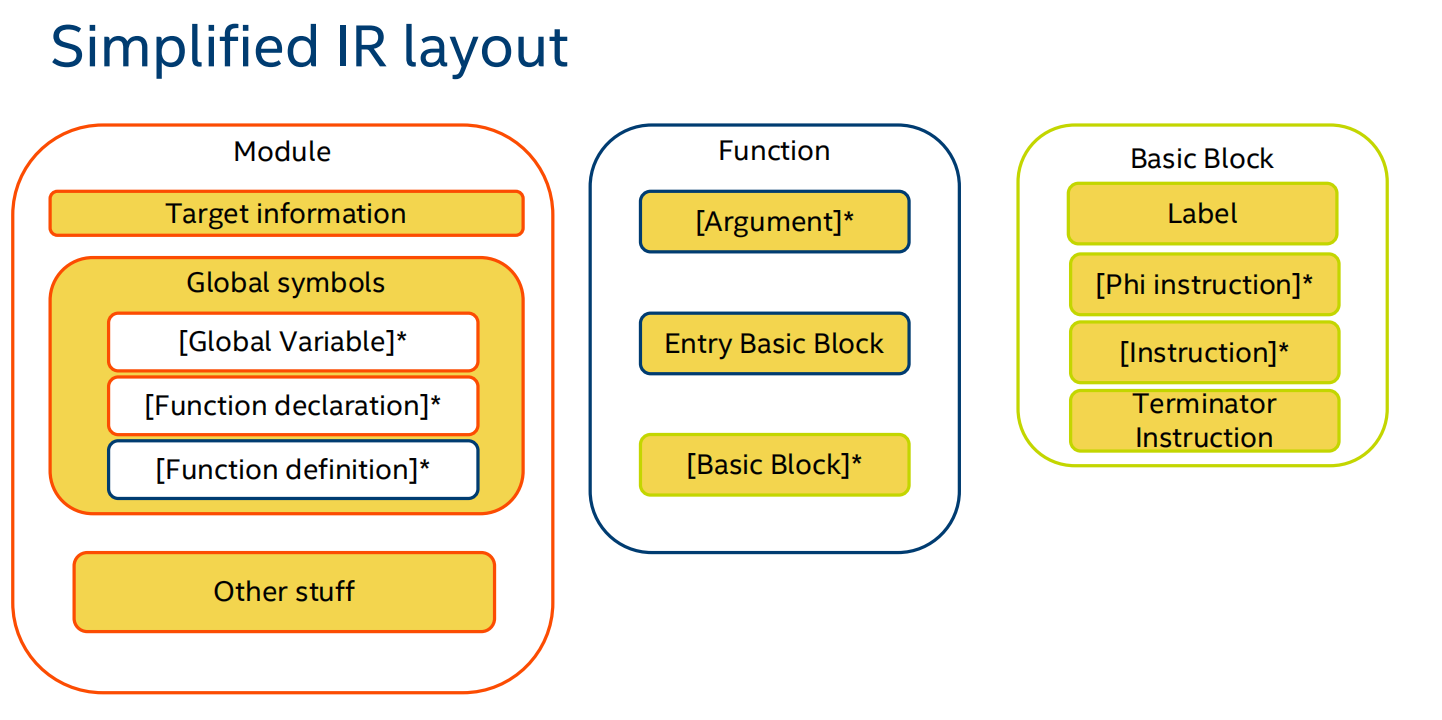 Simplified IR layout
Module
Target information
Global symbols
[Global Variable]*
[Function declaration]*
[Function definition]*
Other stuff
Function
[Argument]*
Entry Basic Block
[Basic Block]*
Basic Block
Label
[Phi instruction]*
[Instruction]*
Terminator
Instruction